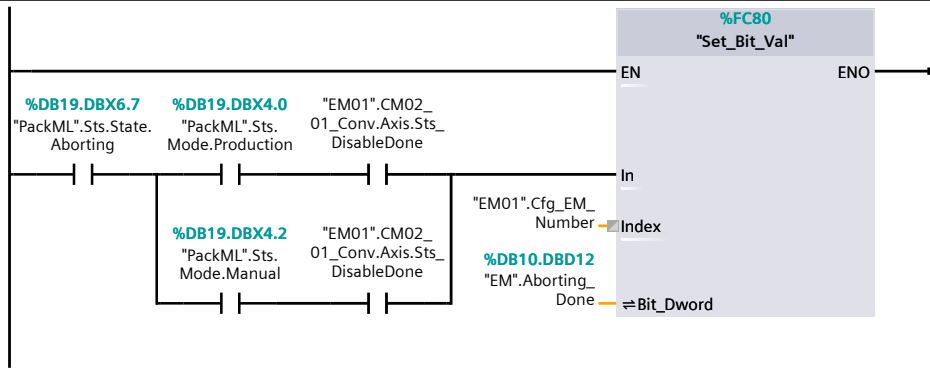 %FC80
"Set_Bit_Val"
EN
ENO
%DB19.DBX6.7
"PackML".Sts.State.
Aborting
%DB19.DBX4.0
"PackML".Sts.
Mode.Production
"EM01".CM02_
01_Conv.Axis.Sts_
DisableDone
In
"EM01".Cfg_EM_
Number
Index
%DB19.DBX4.2
"PackML".Sts.
Mode.Manual
"EM01".CM02_
01_Conv.Axis.Sts_
DisableDone
%DB10.DBD12
"EM".Aborting_
Done
Bit_Dword